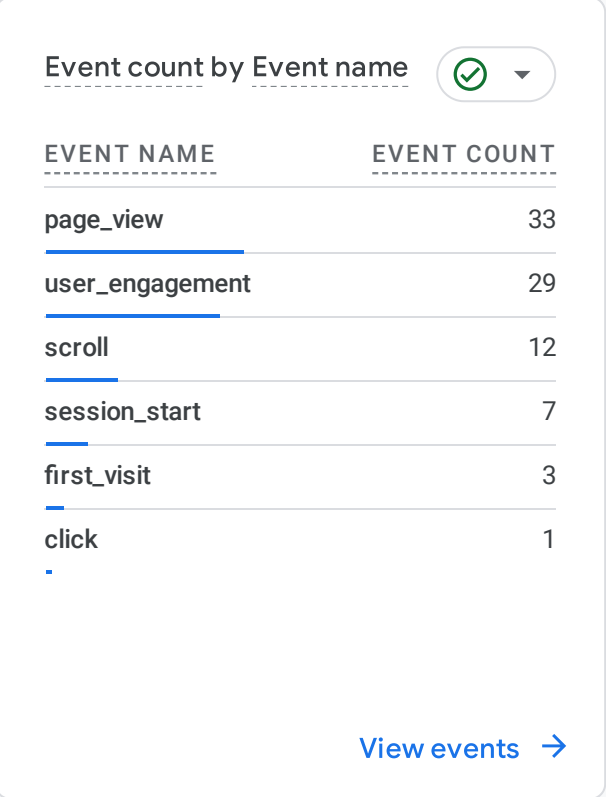 Event count by Event name
EVENT NAME EVENT COUNT
page_view 33
user_engagement 29
scroll 12
session_start 7
first_visit 3
click 1
View events